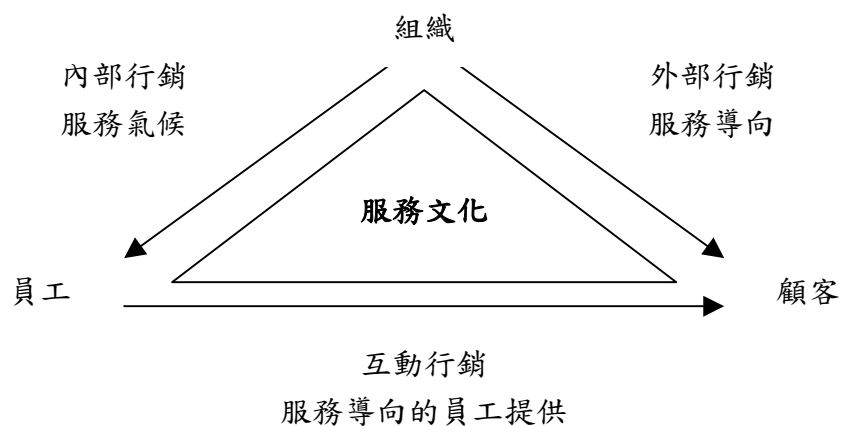 組織
內部行銷
服務氣候
外部行銷
服務導向
服務文化
員工
顧客
互動行銷
服務導向的員工提供